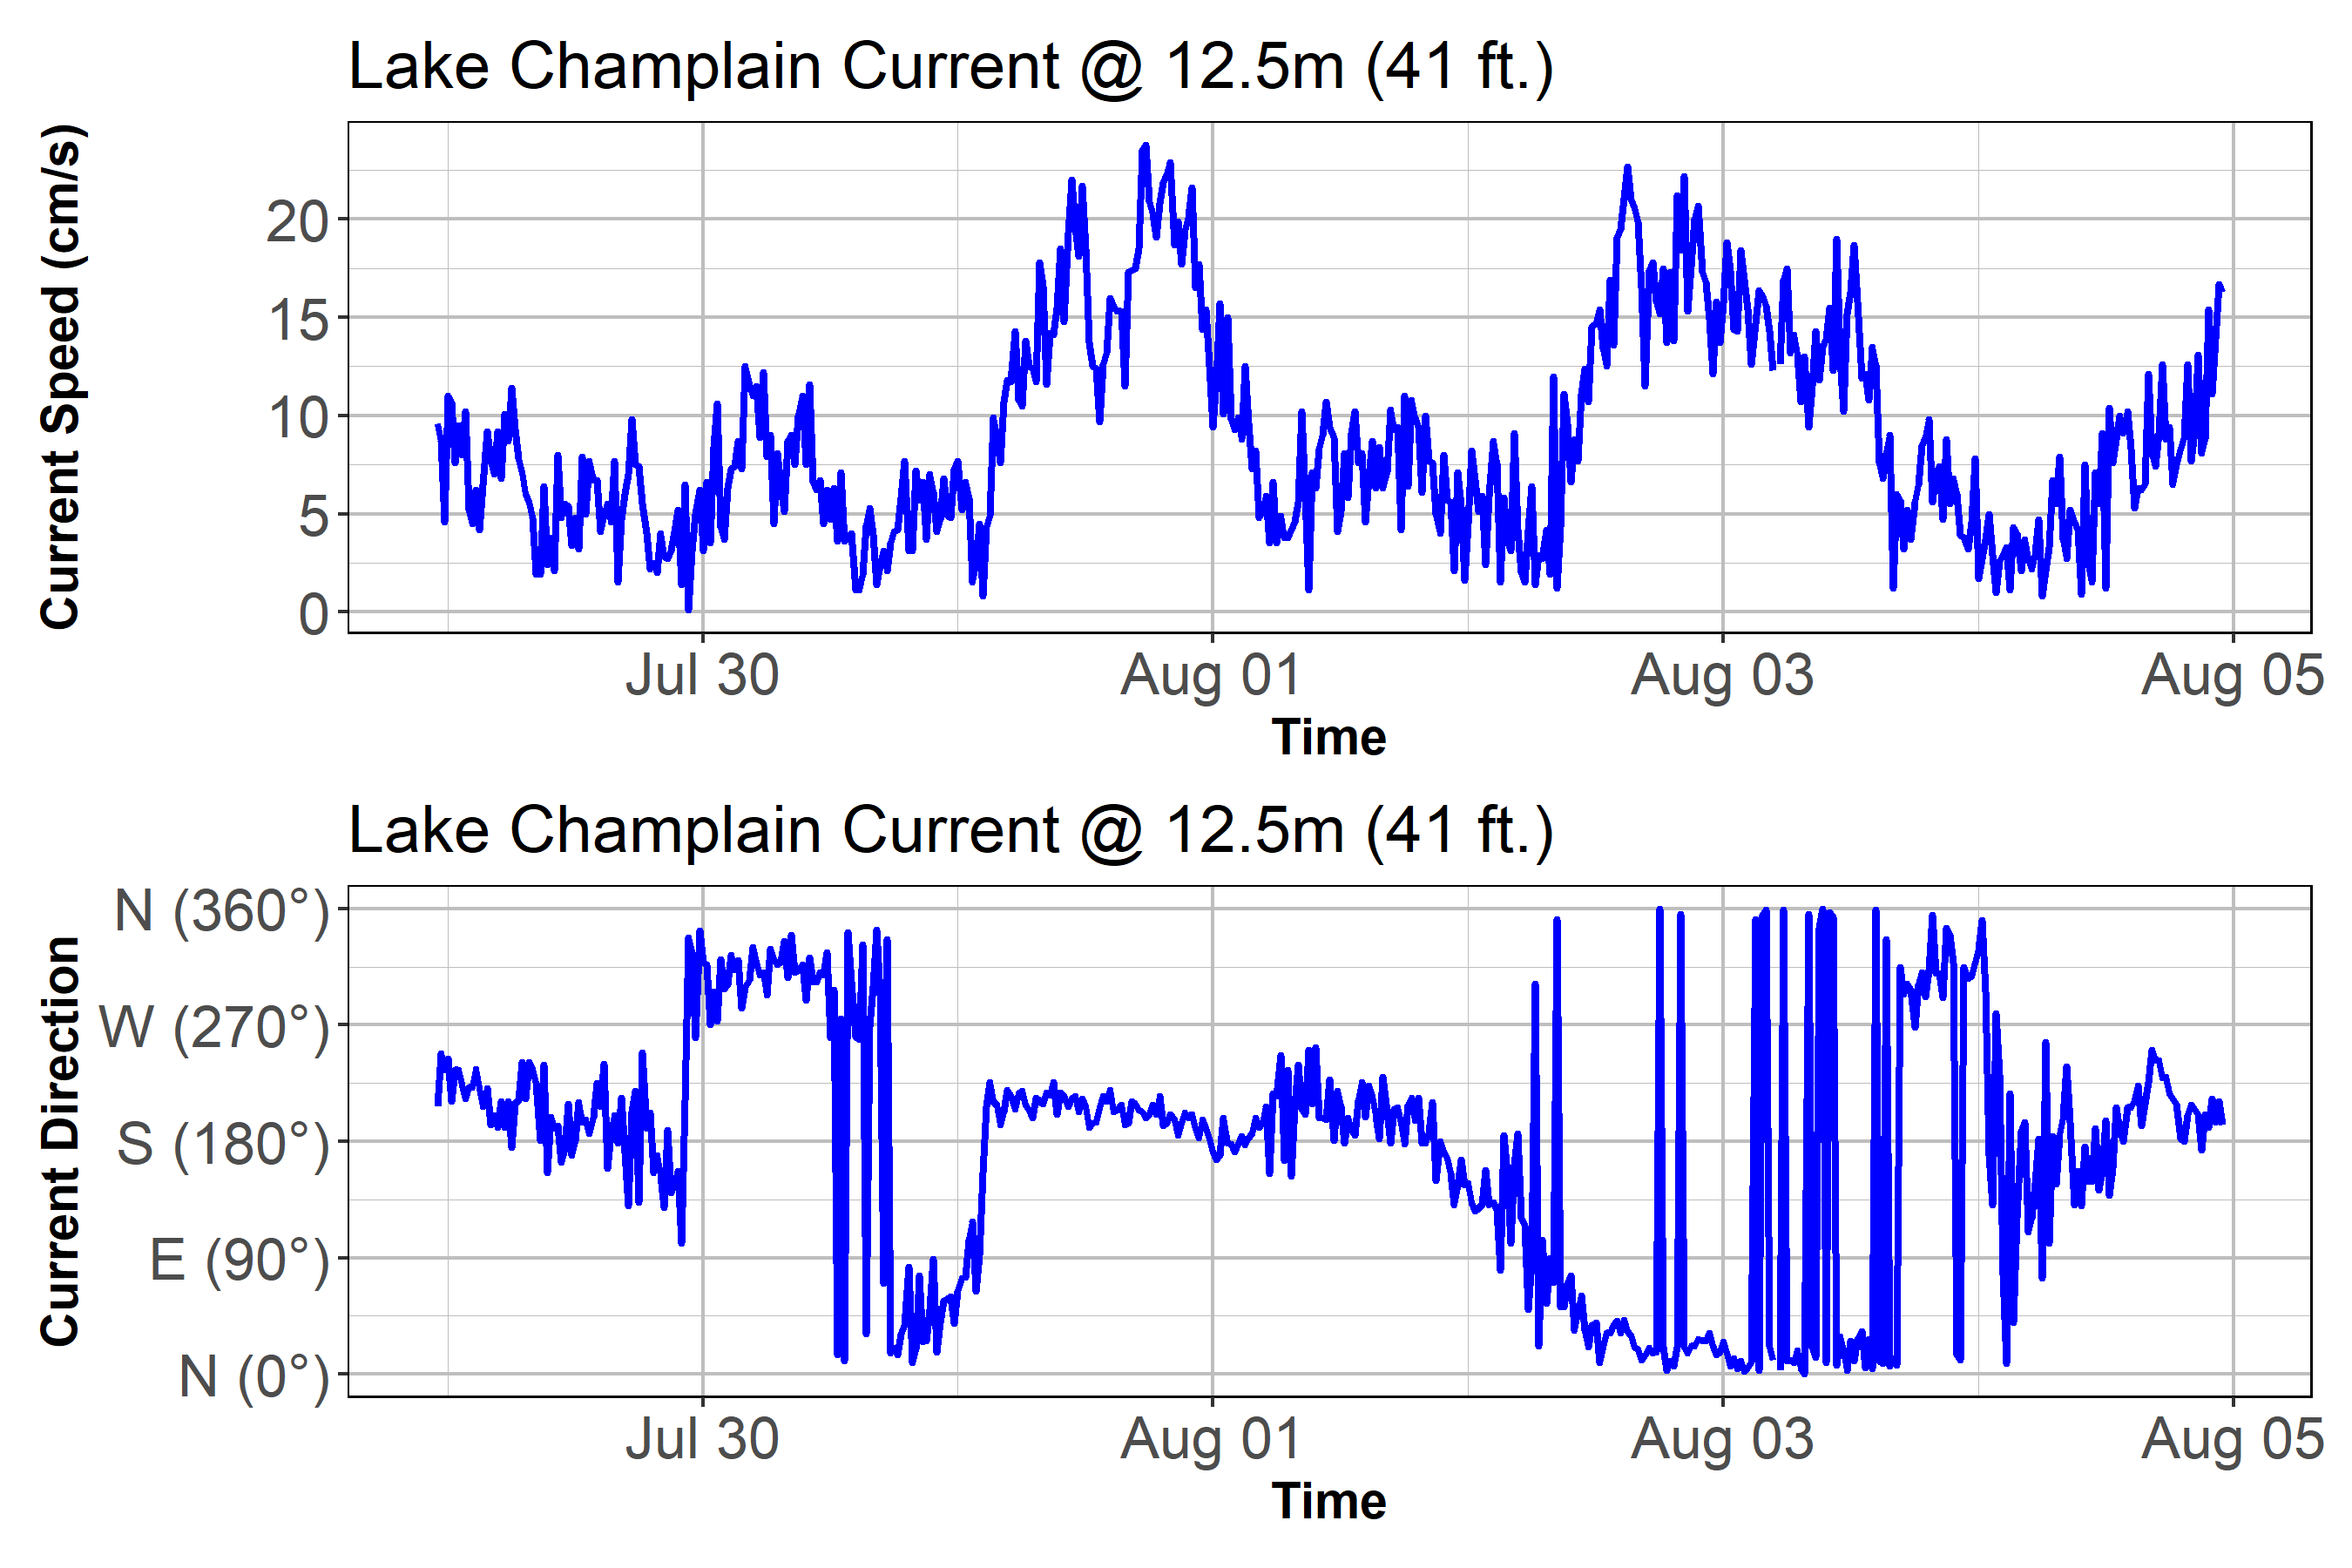 Lake Champlain Current @ 12.5m (41 ft.)
Current Speed (cm/s)
20
15
10
5
0
Jul 30 Aug 01 Aug 03 Aug 05
Time
Lake Champlain Current @ 12.5m (41 ft.)
Current Direction
N (360°)
W (270°)
S (180°)
E (90°)
N (0°)
Jul 30 Aug 01 Aug 03 Aug 05
Time